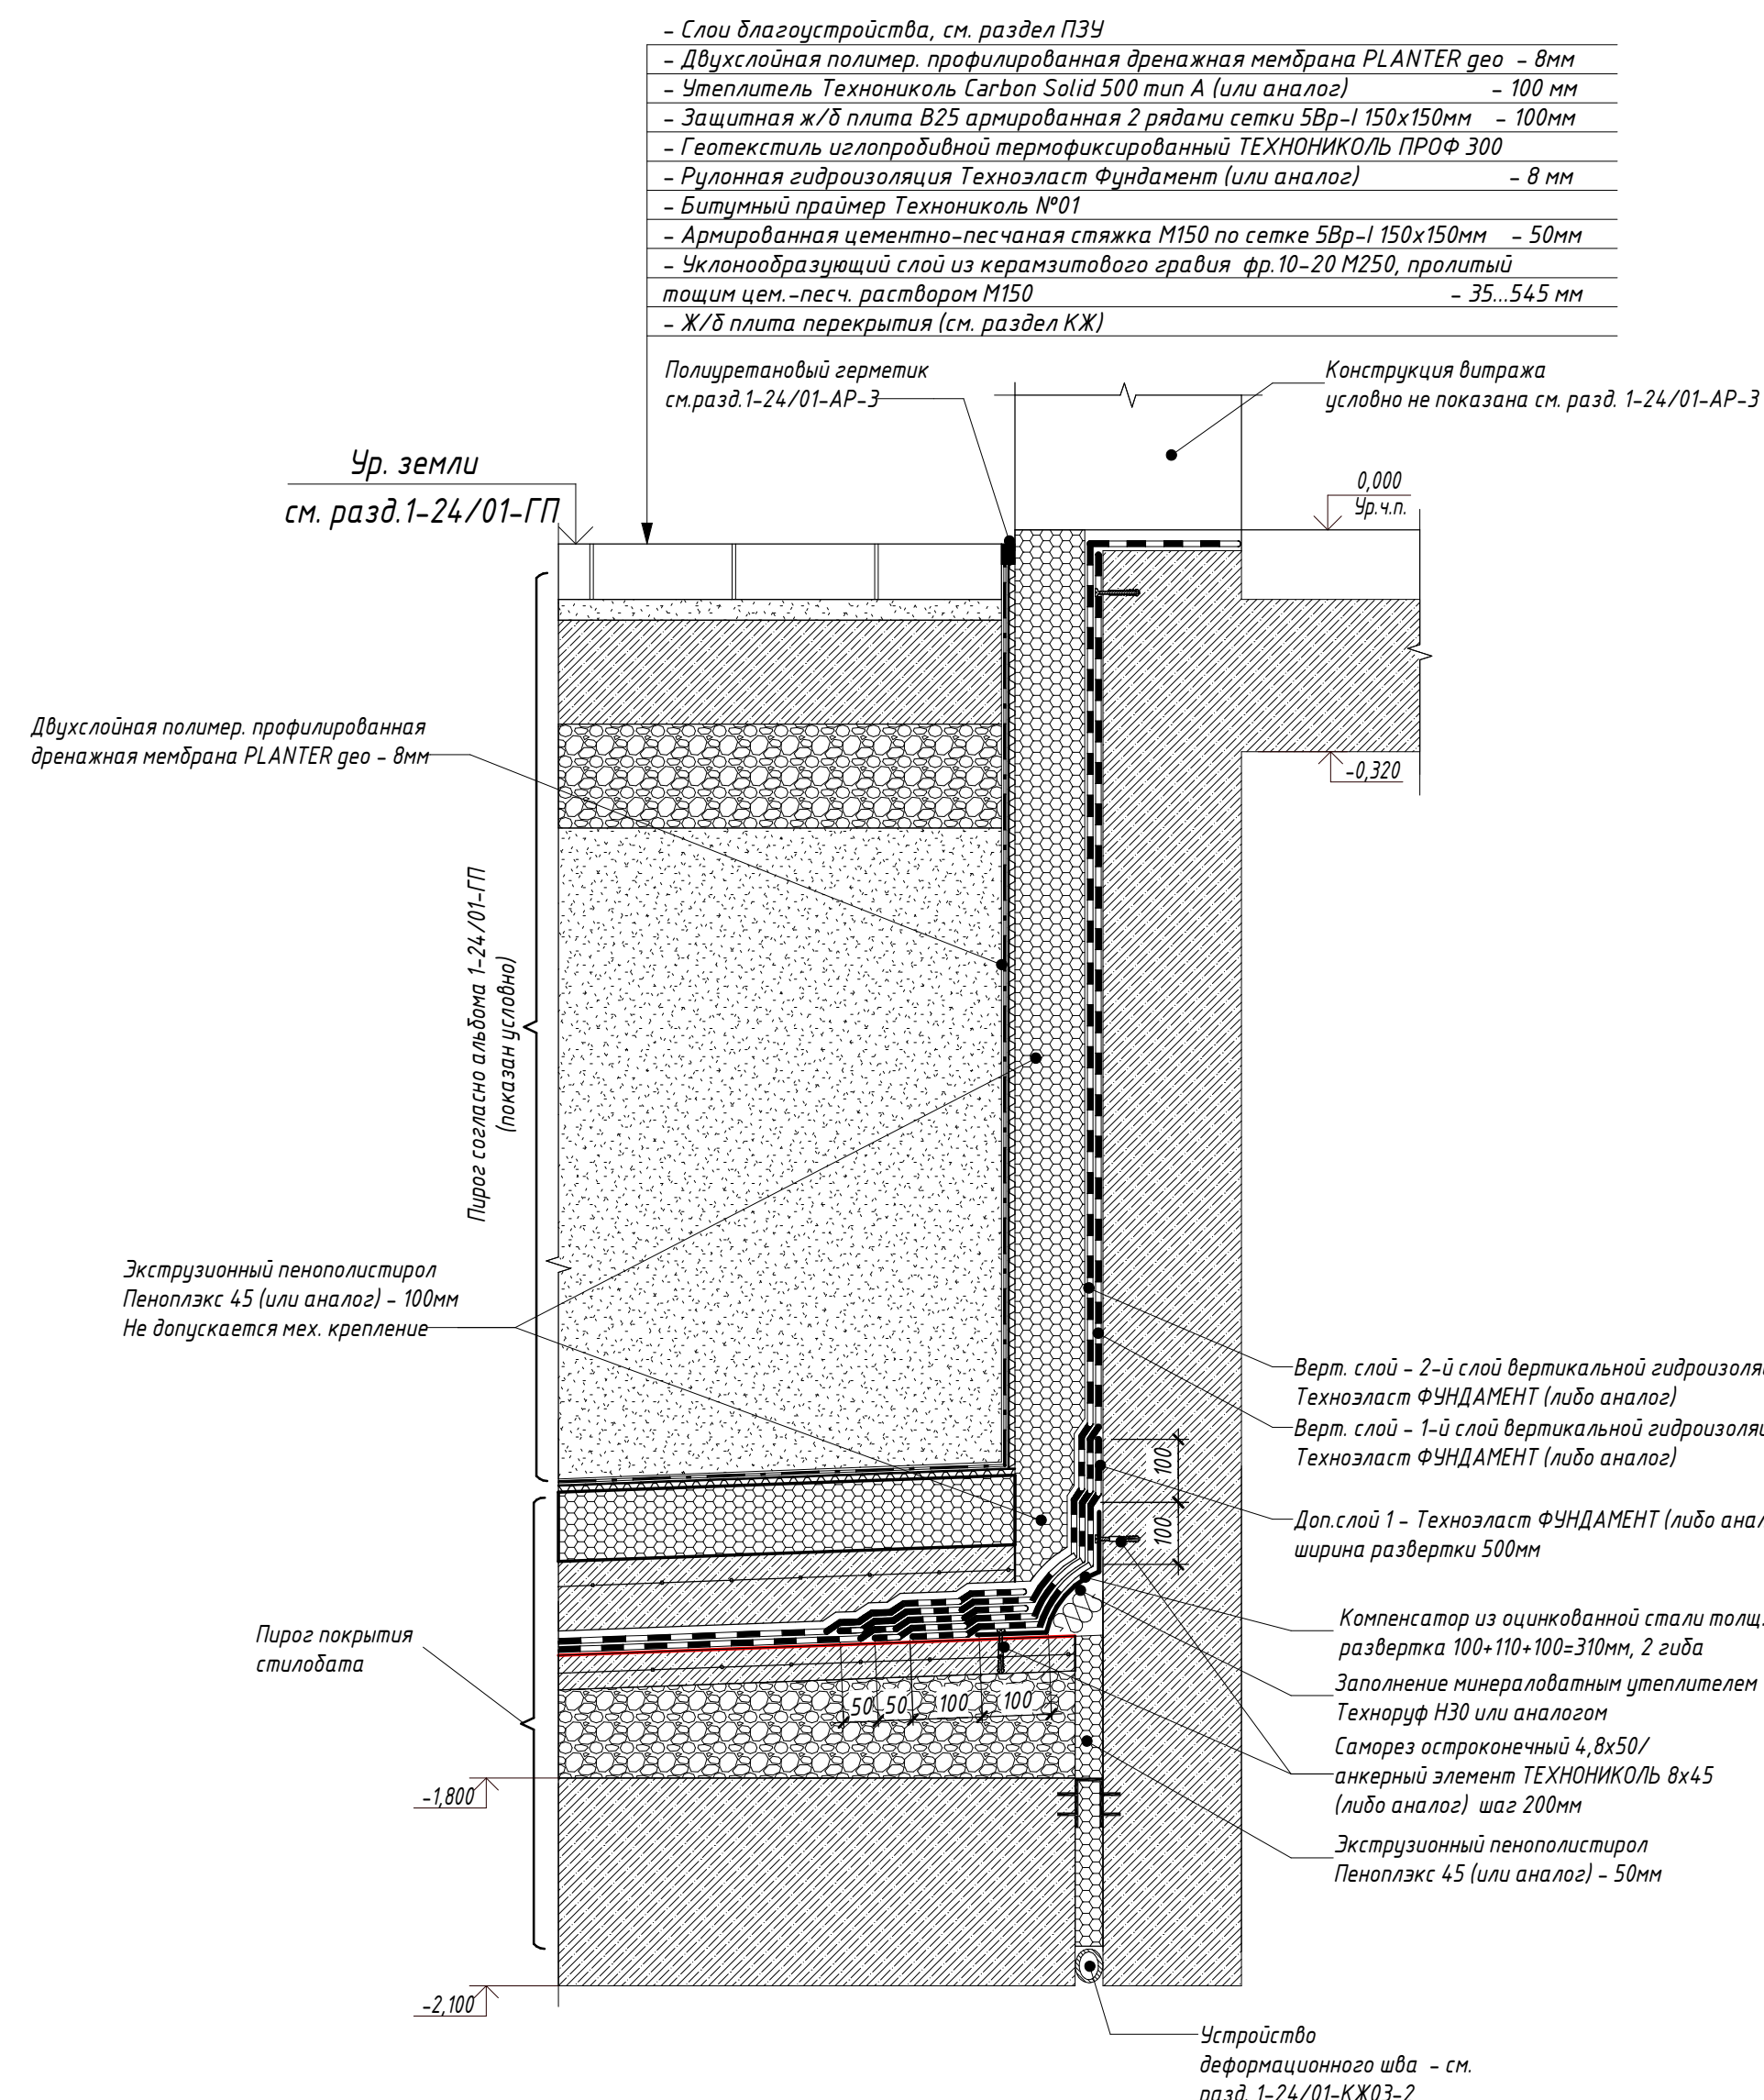 - Слои благоустройства, см. раздел ПЗУ
- Двухслойная полимер. профилированная дренажная мембрана PLANTER geo - 8мм
- Утеплитель Технониколь Carbon Solid 500 тип А (или аналог) - 100 мм
- Защитная ж/б плита В25 армированная 2 рядами сетки 5Вр-I 150х150мм - 100мм
- Геотекстиль иглопробивной термофиксированный ТЕХНОНИКОЛЬ ПРОФ 300
- Рулонная гидроизоляция Техноэласт Фундамент (или аналог) - 8 мм
- Битумный праймер Технониколь №01
- Армированная цементно-песчаная стяжка М150 по сетке 5Вр-I 150х150мм - 50мм
- Уклонообразующий слой из керамзитового гравия фр.10-20 М250, пролитый
тощим цем.-песч. раствором М150 - 35...545 мм
- Ж/б плита перекрытия (см. раздел КЖ)
Полиуретановый герметик
см.разд.1-24/01-АР-3
Конструкция витража
условно не показана см. разд. 1-24/01-АР-3
Ур. земли
см. разд.1-24/01-ГП
0,000
Ур.ч.п.
Двухслойная полимер. профилированная
дренажная мембрана PLANTER geo - 8мм
-0,320
Пирог согласно альбома 1-24/01-ГП
(показан условно)
Экструзионный пенополистирол
Пеноплэкс 45 (или аналог) - 100мм
Не допускается мех. крепление
Верт. слой - 2-й слой вертикальной гидроизоля
Техноэласт ФУНДАМЕНТ (либо аналог)
Верт. слой - 1-й слой вертикальной гидроизоля
Техноэласт ФУНДАМЕНТ (либо аналог)
100
100
Доп.слой 1 - Техноэласт ФУНДАМЕНТ (либо ана
ширина развертки 500мм
Компенсатор из оцинкованной стали толщ.
развертка 100+110+100=310мм, 2 гиба
Пирог покрытия
стилобата
Заполнение минераловатным утеплителем
Техноруф Н30 или аналогом
50 50 100 100
Саморез остроконечный 4,8х50/
анкерный элемент ТЕХНОНИКОЛЬ 8х45
(либо аналог) шаг 200мм
-1,800
Экструзионный пенополистирол
Пеноплэкс 45 (или аналог) - 50мм
-2,100
Устройство
деформационного шва - см.
разд. 1-24/01-КЖ03-2